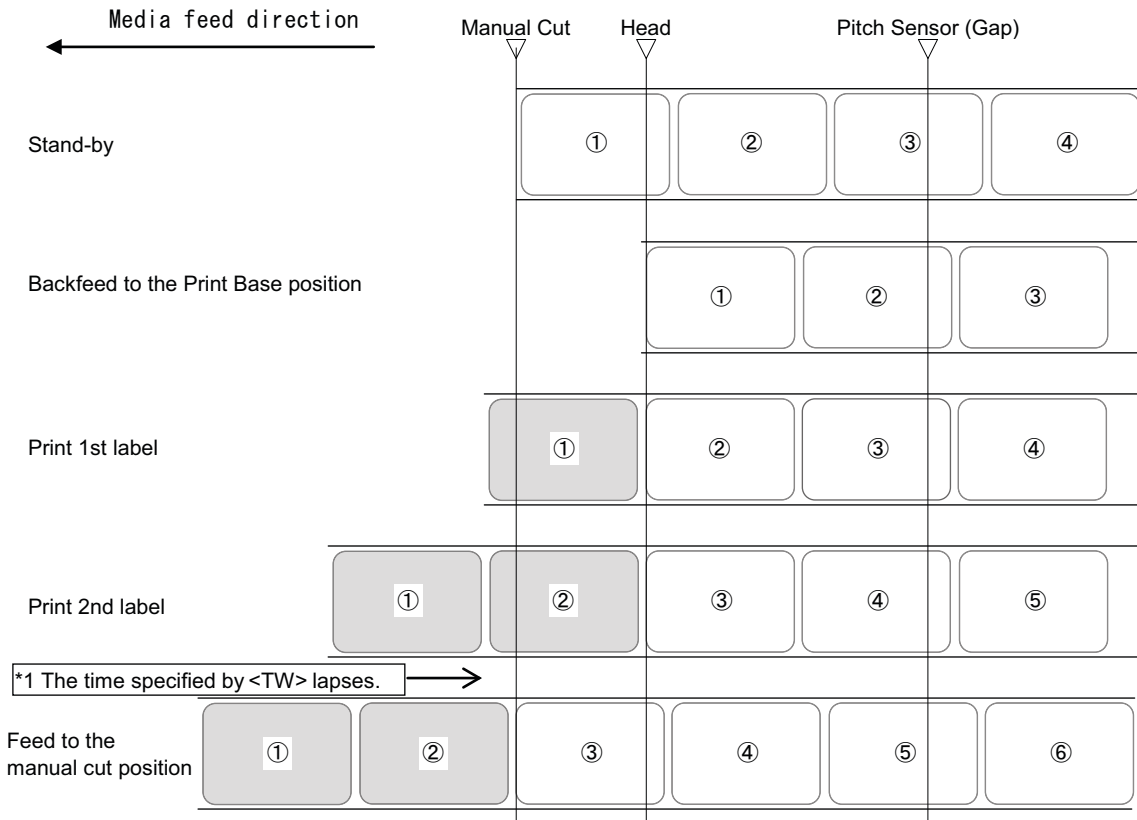 Media feed direction
Manual Cut Head Pitch Sensor (Gap)
Stand-by ① ② ③ ④
Backfeed to the Print Base position ① ② ③
Print 1st label ① ② ③ ④
Print 2nd label ① ② ③ ④ ⑤
*1 The time specified by <TW> lapses.
Feed to the
manual cut position ① ② ③ ④ ⑤ ⑥